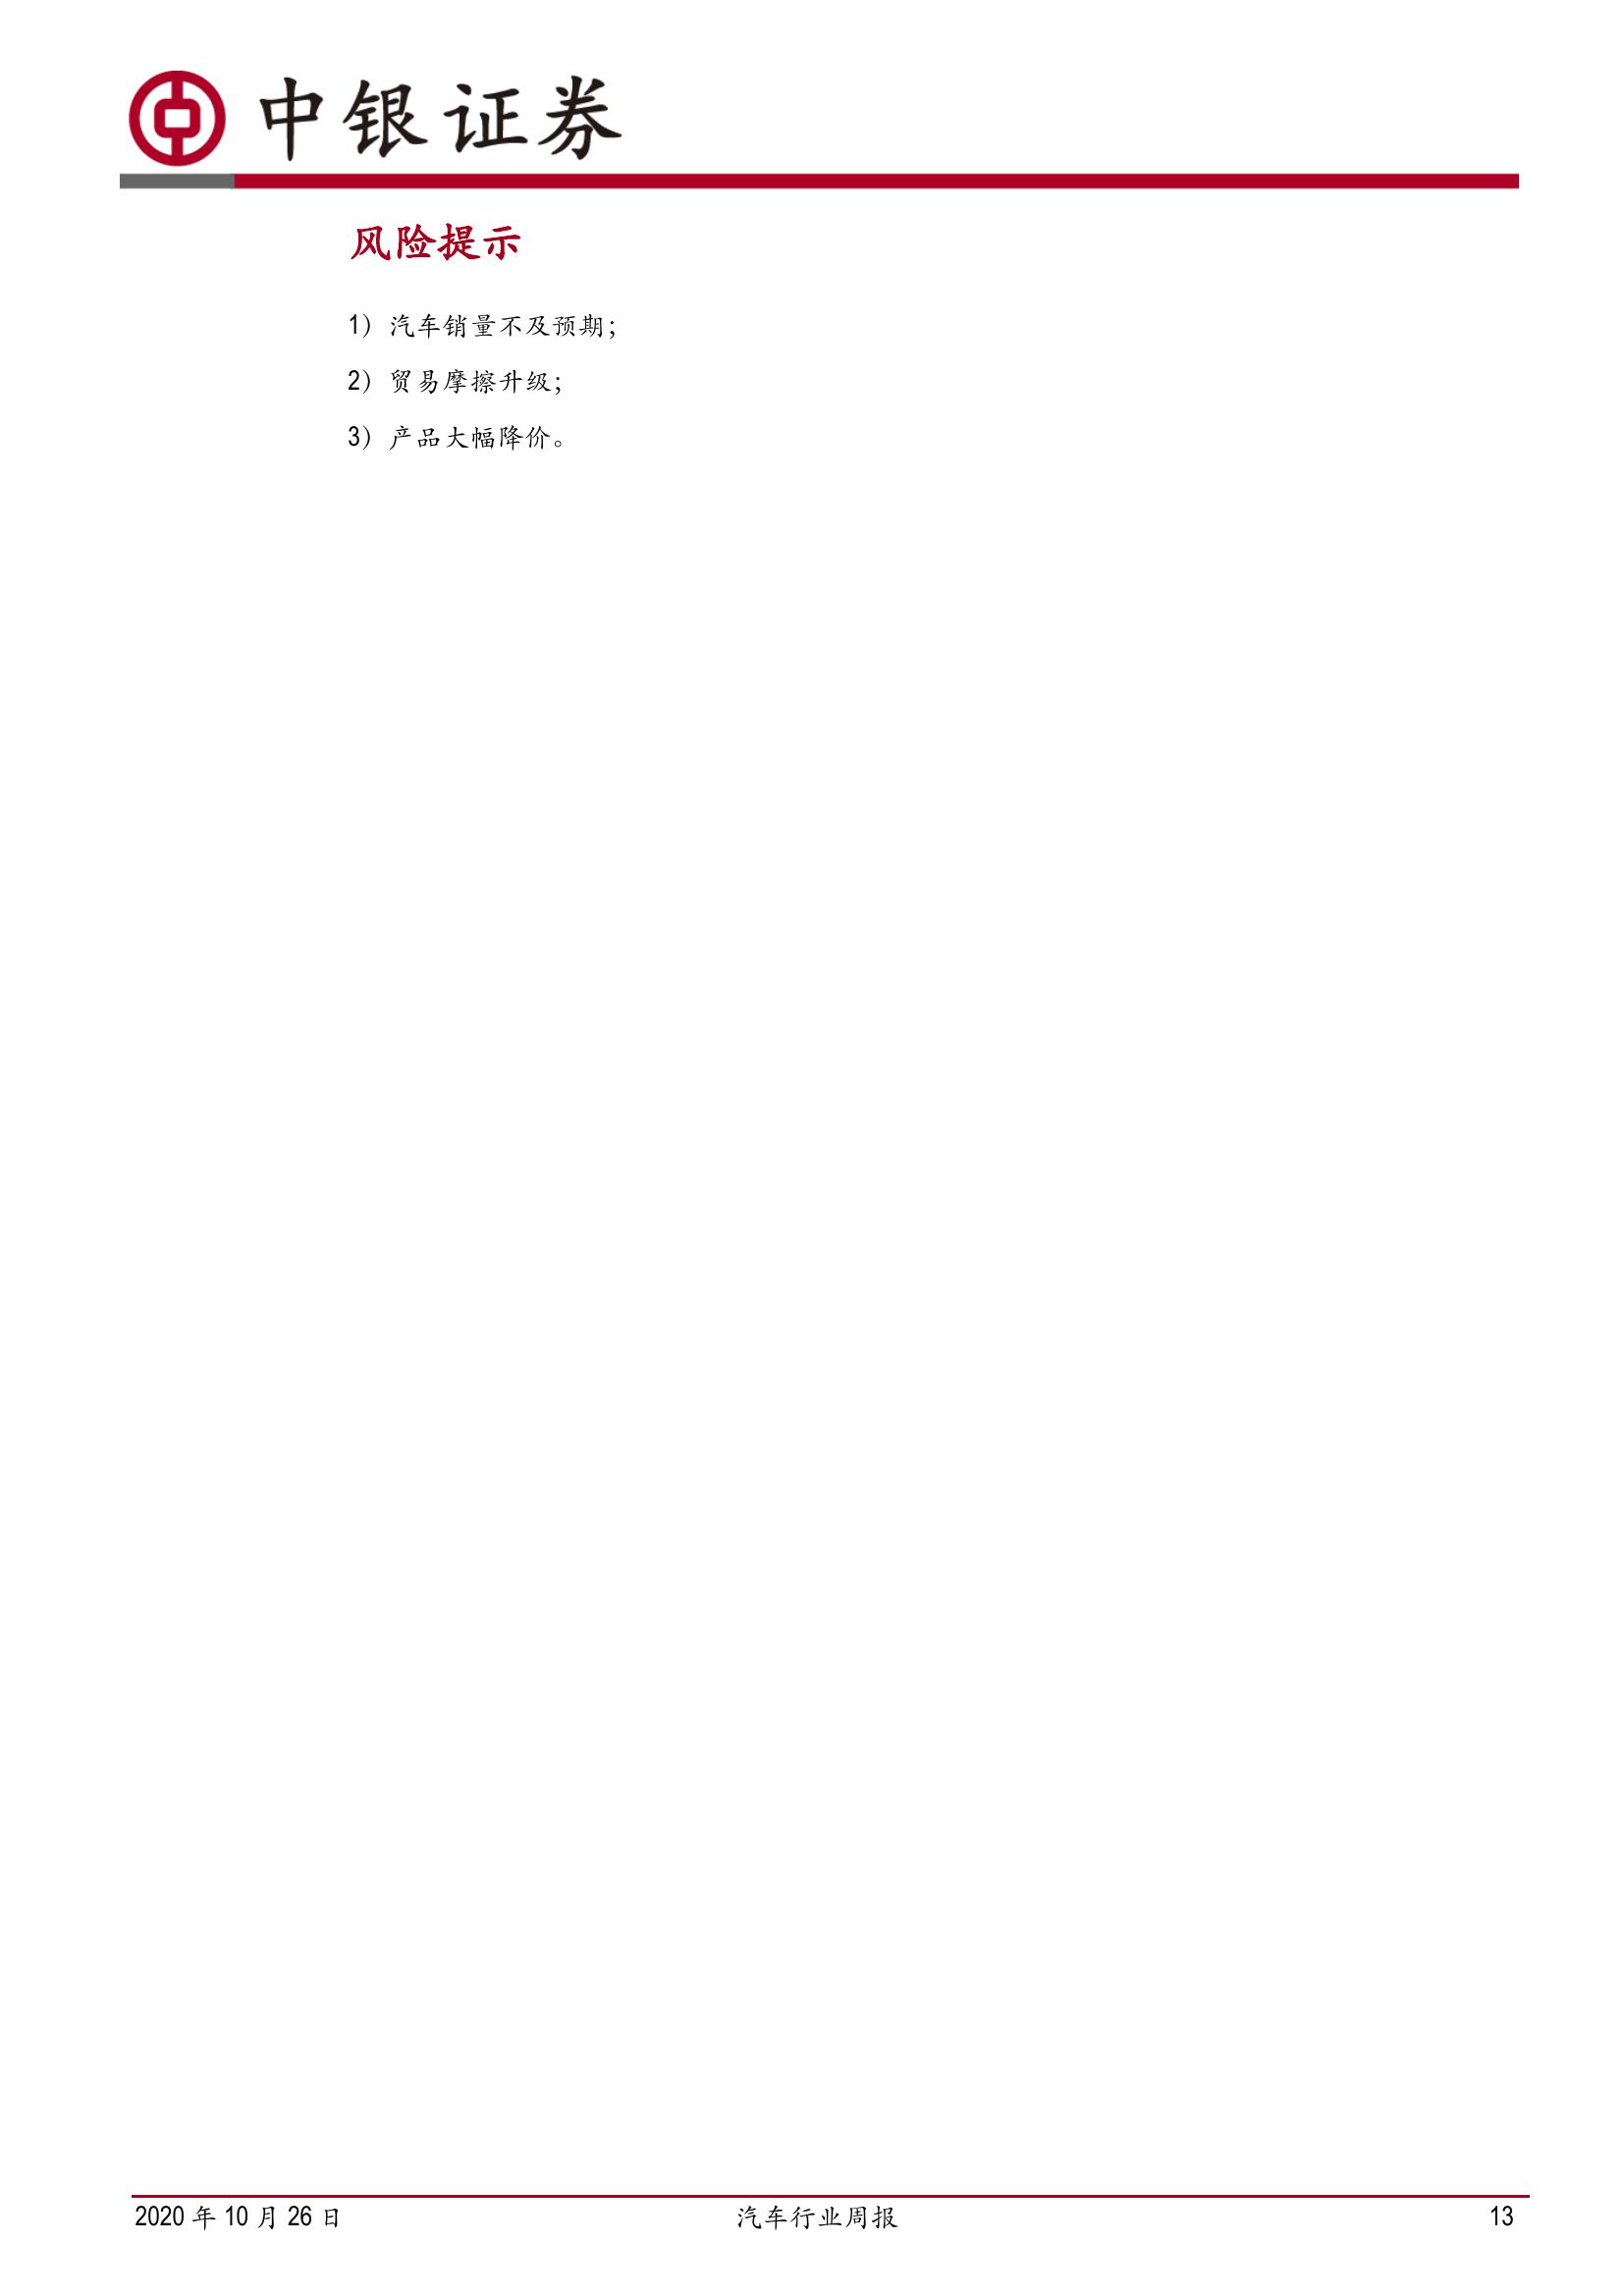 中银证券
风险提示
1）汽车销量不及预期；
2）贸易摩擦升级；
3）产品大幅降价。
2020 年 10 月 26 日 汽车行业周报 13